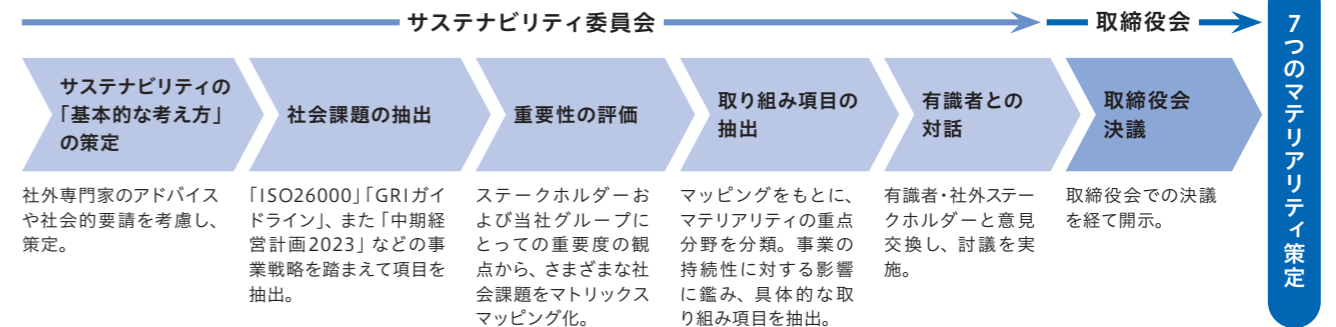 サステナビリティ委員会
取締役会
サステナビリティの
「基本的な考え方」
の策定
社外専門家のアドバイス
や社会的要請を考慮し、
策定。
社会課題の抽出
「ISO26000」「GRIガイ
ドライン」、また「中期経
営計画2023」などの事
業戦略を踏まえて項目を
抽出。
重要性の評価
ステークホルダーお
よび当社グループに
とっての重要度の観
点から、さまざまな社
会課題をマトリックス
マッピング化。
取り組み項目の
抽出
マッピングをもとに、
マテリアリティの重点
分野を分類。事業の
持続性に対する影響
に鑑み、具体的な取
り組み項目を抽出。
有識者との
対話
有識者・社外ステー
クホルダーと意見
交換し、討議を実
施。
取締役会
決議
取締役会での決議
を経て開示。
7つのマテリアリティ策定